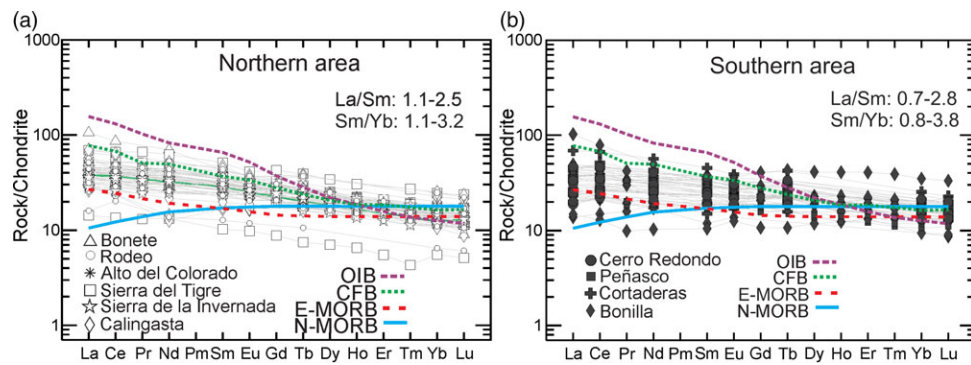 (a)
Northern area
La/Sm: 1.1-2.5
Sm/Yb: 1.1-3.2
Rock/Chondrite
1000
100
10
1
Bonete
Rodeo
Alto del Colorado
Sierra del Tigre
Sierra de la Invernada
Calingasta
OIB
CFB
E-MORB
N-MORB
La Ce Pr Nd Pm Sm Eu Gd Tb Dy Ho Er Tm Yb Lu
(b)
Southern area
La/Sm: 0.7-2.8
Sm/Yb: 0.8-3.8
Rock/Chondrite
1000
100
10
1
Cerro Redondo
Peñasco
Cortaderas
Bonilla
OIB
CFB
E-MORB
N-MORB
La Ce Pr Nd Pm Sm Eu Gd Tb Dy Ho Er Tm Yb Lu